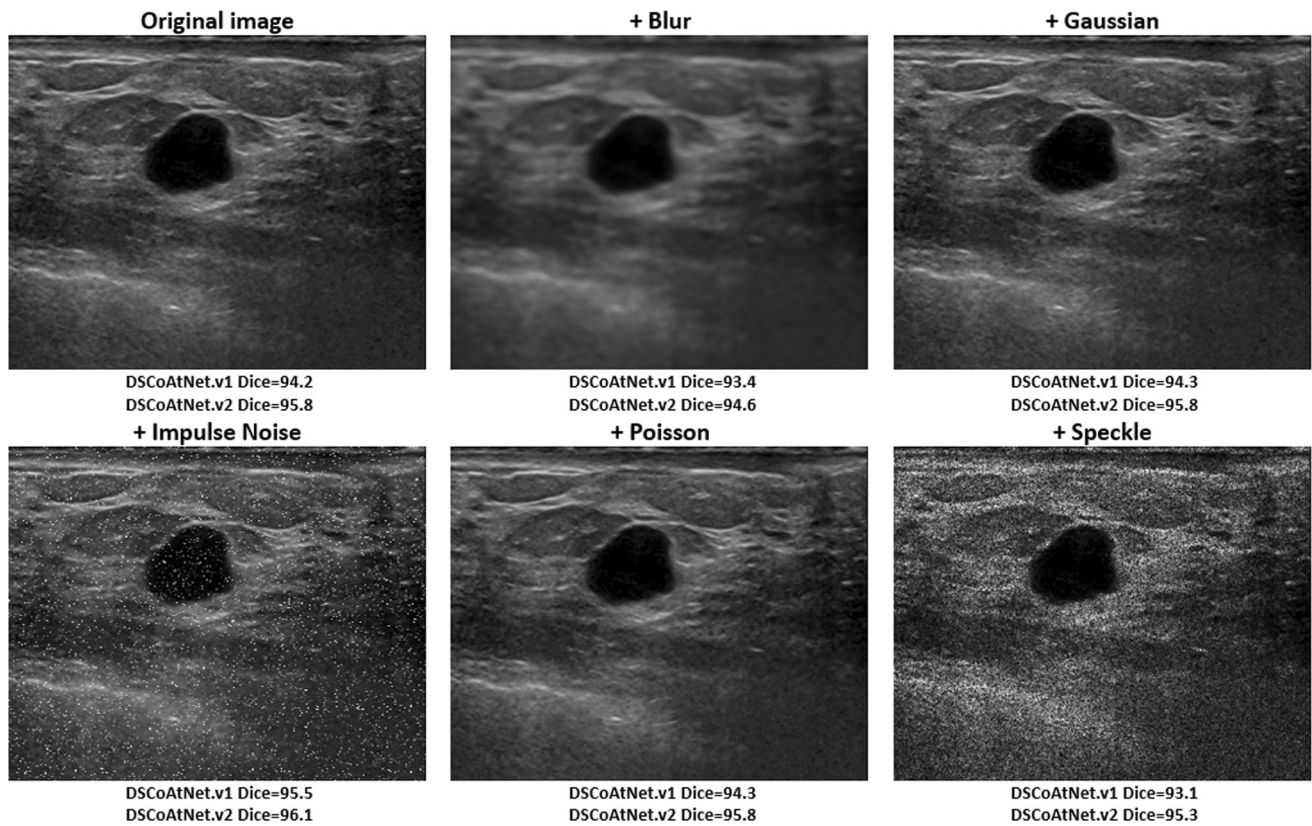 Original image
+ Blur
+ Gaussian
DSCoAtNet.v1 Dice=94.2
DSCoAtNet.v2 Dice=95.8
DSCoAtNet.v1 Dice=93.4
DSCoAtNet.v2 Dice=94.6
DSCoAtNet.v1 Dice=94.3
DSCoAtNet.v2 Dice=95.8
+ Impulse Noise
+ Poisson
+ Speckle
DSCoAtNet.v1 Dice=95.5
DSCoAtNet.v2 Dice=96.1
DSCoAtNet.v1 Dice=94.3
DSCoAtNet.v2 Dice=95.8
DSCoAtNet.v1 Dice=93.1
DSCoAtNet.v2 Dice=95.3